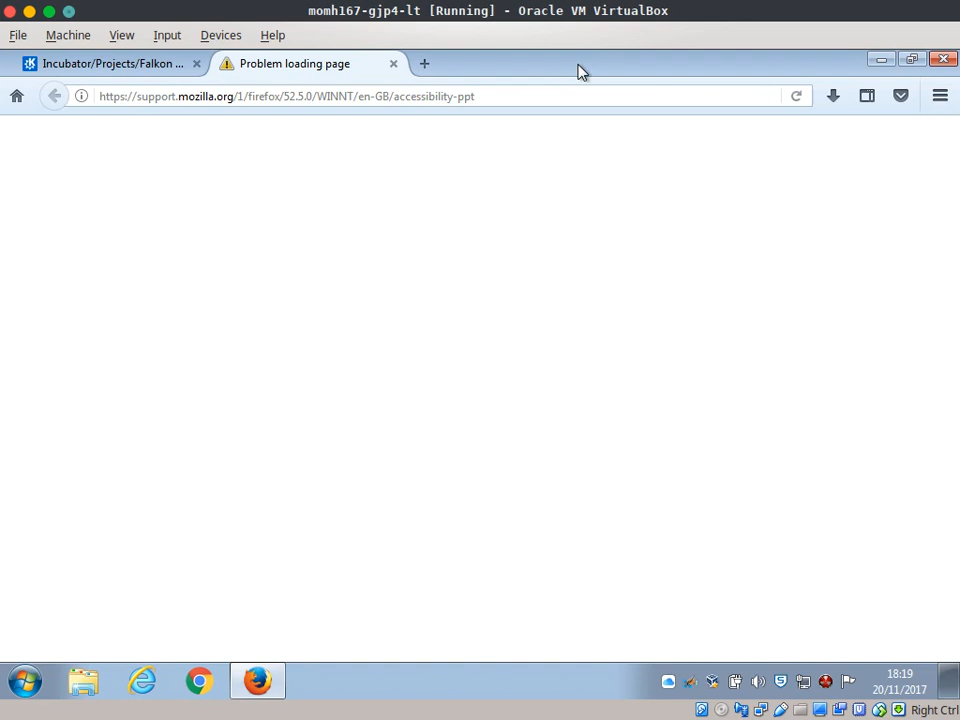 momh167-gjp4-lt [Running] - Oracle VM VirtualBox
File Machine View Input Devices Help
Incubator/Projects/Falkon ... Problem loading page
https://support.mozilla.org/1/firefox/52.5.0/WINNT/en-GB/accessibility-ppt
18:19
20/11/2017
Right Ctrl